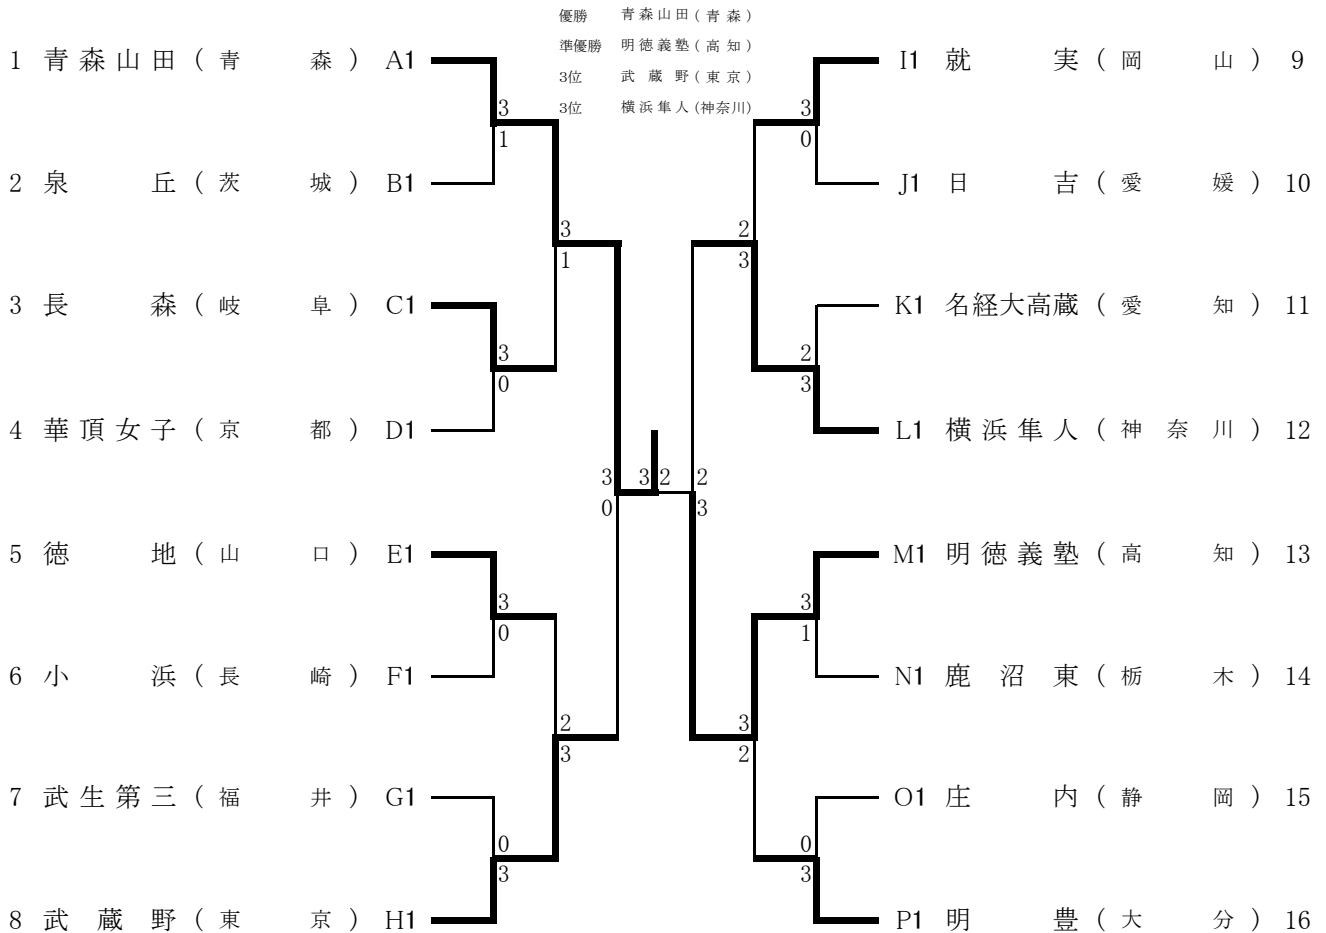 優勝 青森山田(青森)
準優勝 明徳義塾(高知)
3位 武蔵野(東京)
3位 横浜隼人(神奈川)
1 青森山田(青森) A1
3
1
2 泉丘(茨城) B1
3
1
3 長森(岐阜) C1
3
0
4 華頂女子(京都) D1
3
0
5 徳地(山口) E1
3
0
6 小浜(長崎) F1
2
3
7 武生第三(福井) G1
0
3
8 武蔵野(東京) H1
3 2
I1 就実(岡山) 9
3
0
J1 日吉(愛媛) 10
2
3
K1 名経大高蔵(愛知) 11
2
3
L1 横浜隼人(神奈川) 12
2
3
M1 明徳義塾(高知) 13
3
1
N1 鹿沼東(栃木) 14
3
2
O1 庄内(静岡) 15
0
3
P1 明豊(大分) 16